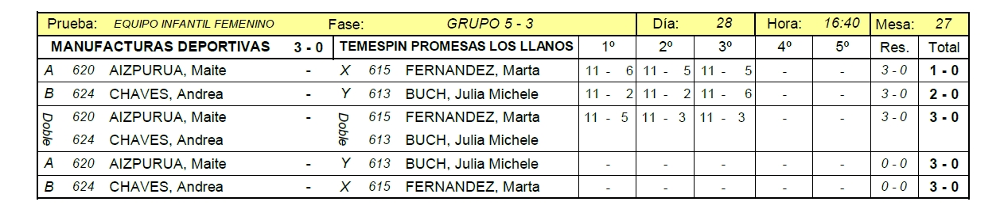 Prueba: EQUIPO INFANTIL FEMENINO Fase: GRUPO 5 - 3 Día: 28 Hora: 16:40 Mesa: 27
MANUFACTURAS DEPORTIVAS 3 - 0 TEMESPIN PROMESAS LOS LLANOS 1º 2º 3º 4º 5º Res. Total
A 620 AIZPURUA, Maite - X 615 FERNANDEZ, Marta 11 - 6 11 - 5 11 - 5 - - 3 - 0 1 - 0
B 624 CHAVES, Andrea - Y 613 BUCH, Julia Michele 11 - 2 11 - 2 11 - 6 - - 3 - 0 2 - 0
Doble 620 AIZPURUA, Maite - Doble 615 FERNANDEZ, Marta 11 - 5 11 - 3 11 - 3 - - 3 - 0 3 - 0
624 CHAVES, Andrea 613 BUCH, Julia Michele
A 620 AIZPURUA, Maite - Y 613 BUCH, Julia Michele - - - - - 0 - 0 3 - 0
B 624 CHAVES, Andrea - X 615 FERNANDEZ, Marta - - - - - 0 - 0 3 - 0